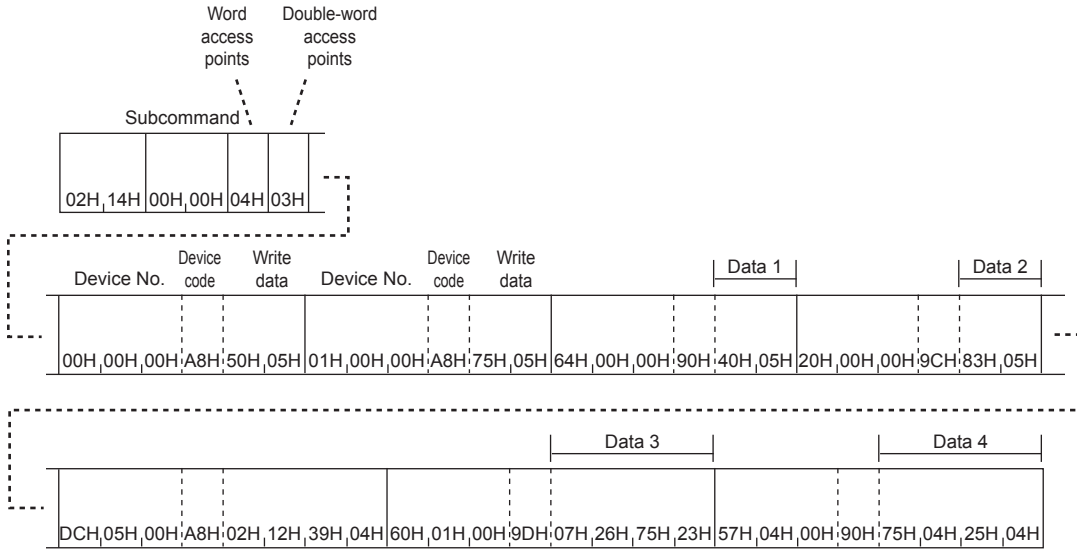 Word access points
Double-word access points
Subcommand
02H 14H 00H 00H 04H 03H
Device No. Device code Write data Device No. Device code Write data Data 1 Data 2
00H 00H 00H A8H 50H 05H 01H 00H 00H A8H 75H 05H 64H 00H 00H 90H 40H 05H 20H 00H 00H 9CH 83H 05H
Data 3 Data 4
DCH 05H 00H A8H 02H 12H 39H 04H 60H 01H 00H 9DH 07H 26H 75H 23H 57H 04H 00H 90H 75H 04H 25H 04H